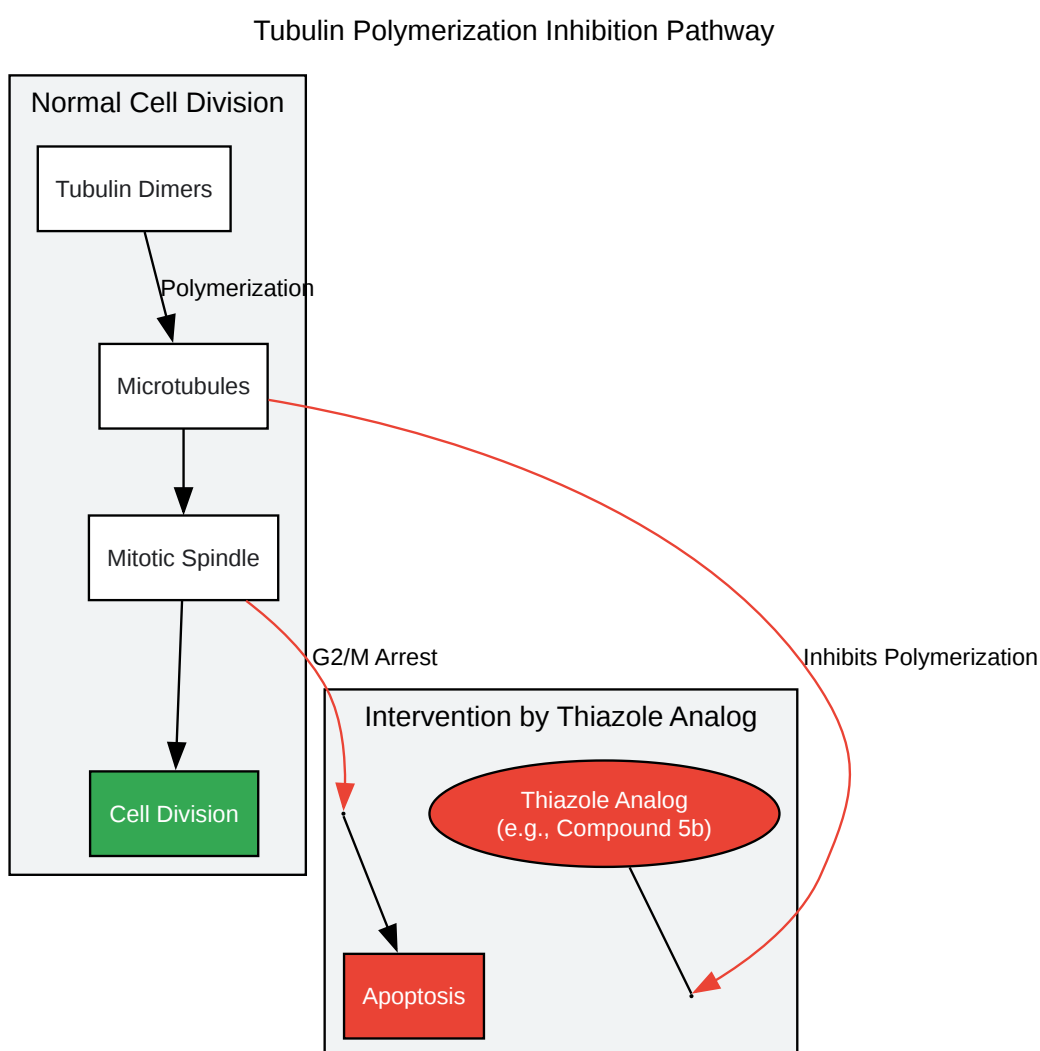 Tubulin Polymerization Inhibition Pathway
Normal Cell Division
Tubulin Dimers
Polymerization
Microtubules
Mitotic Spindle
G2/M Arrest
Inhibits Polymerization
Intervention by Thiazole Analog
Thiazole Analog
(e.g., Compound 5b)
Cell Division
Apoptosis